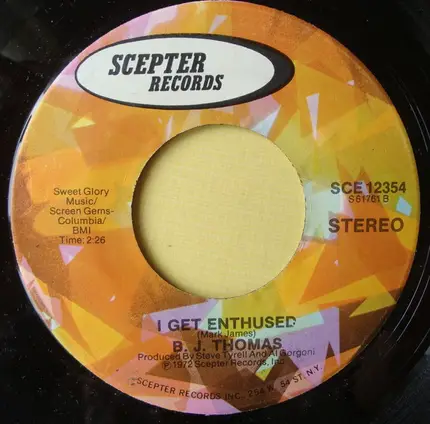 SCEPTER
RECORDS
Sweet Glory
Music/
Screen Gems-
Columbia/
BMI
Time: 2:26
SCE 12354
S 61761 B
STEREO
I GET ENTHUSED
(Mark James)
B. J. THOMAS
Produced By Steve Tyrell And Al Gorgoni
℗ 1972 Scepter Records, Inc.
SCEPTER RECORDS INC., 254 W. 54 ST. N.Y.